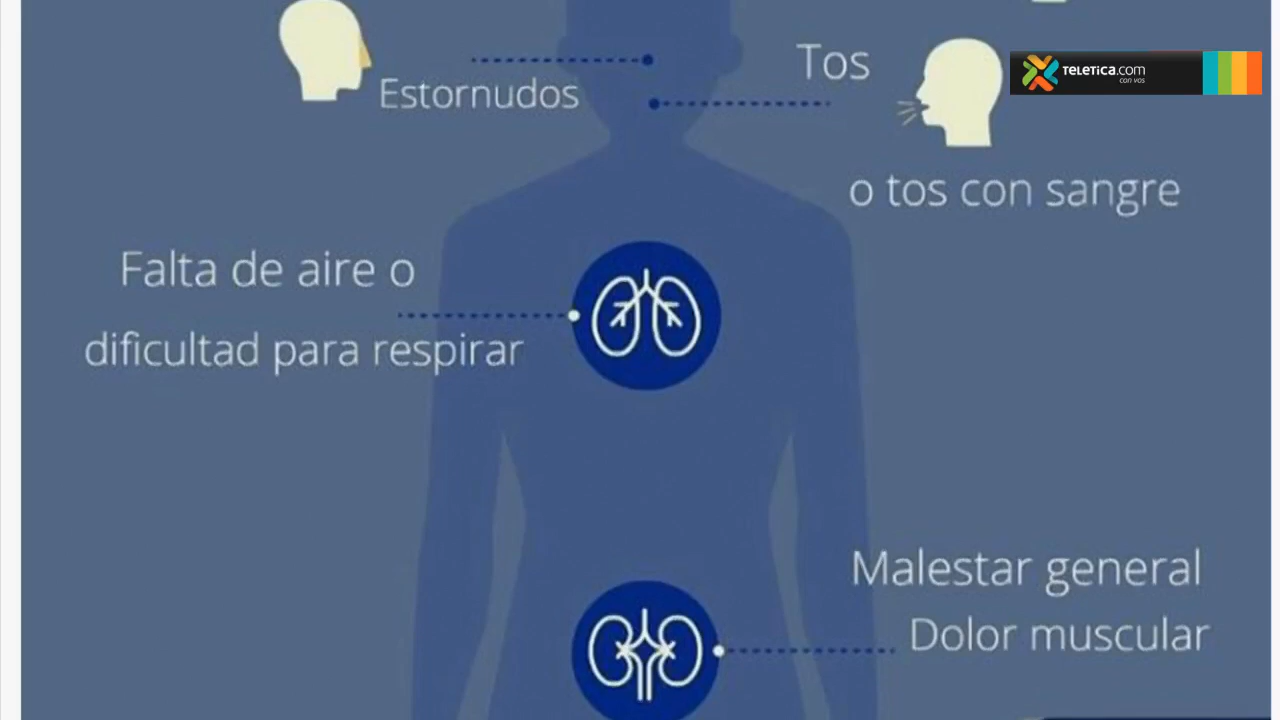 Tos
TELETICA.com
con vos
Estornudos
o tos con sangre
Falta de aire o
dificultad para respirar
Malestar general
Dolor muscular